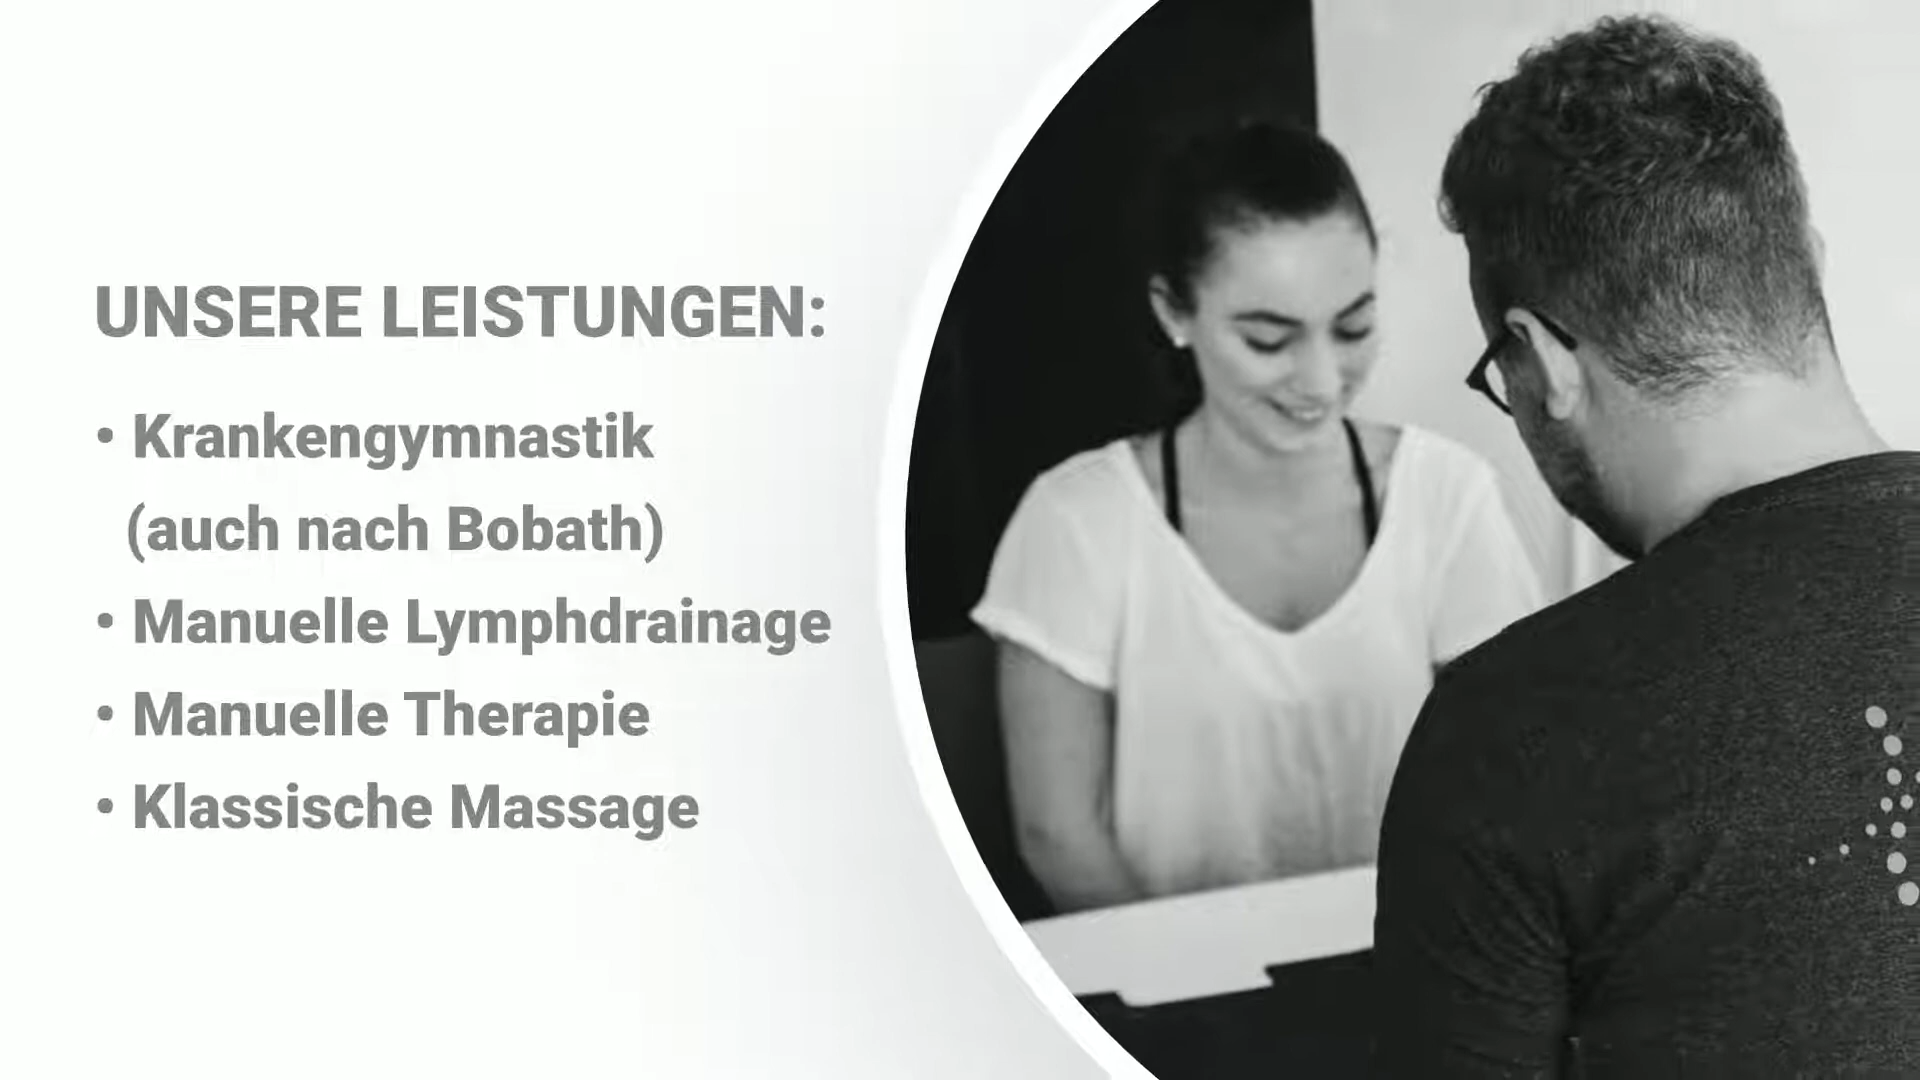 UNSERE LEISTUNGEN:
• Krankengymnastik
(auch nach Bobath)
• Manuelle Lymphdrainage
• Manuelle Therapie
• Klassische Massage